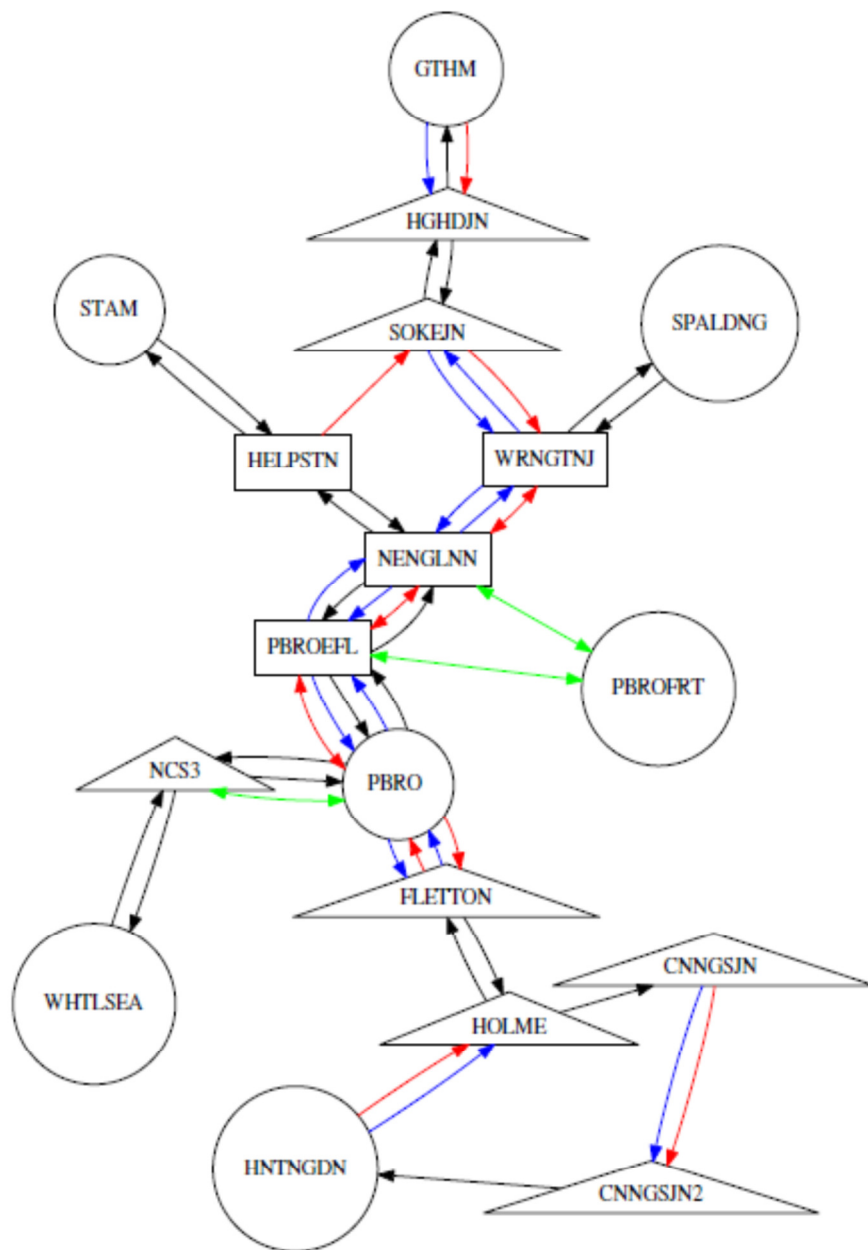 GTHM
HGHDJN
STAM
SOKEJN
SPALDNG
HELPSTN
WRNGTNJ
NENGLNN
PBROEFL
PBROFRT
NCS3
PBRO
FLETTON
WHTLSEA
CNNGSJN
HOLME
HNTNGDN
CNNGSJN2